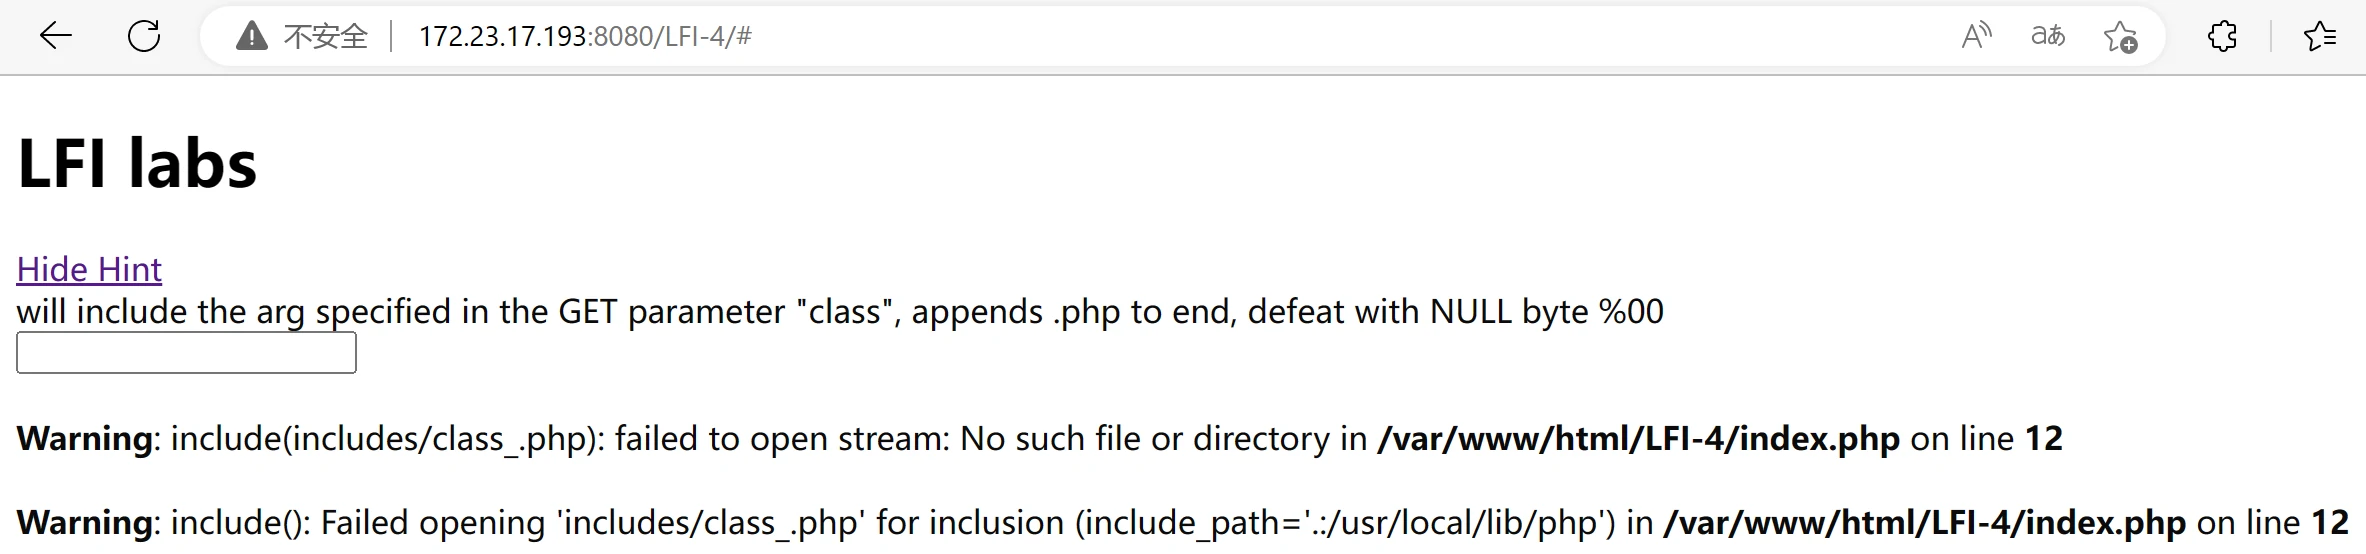 不安全 172.23.17.193:8080/LFI-4/#
LFI labs
Hide Hint
will include the arg specified in the GET parameter "class", appends .php to end, defeat with NULL byte %00
Warning: include(includes/class_.php): failed to open stream: No such file or directory in /var/www/html/LFI-4/index.php on line 12
Warning: include(): Failed opening 'includes/class_.php' for inclusion (include_path='.:/usr/local/lib/php') in /var/www/html/LFI-4/index.php on line 12